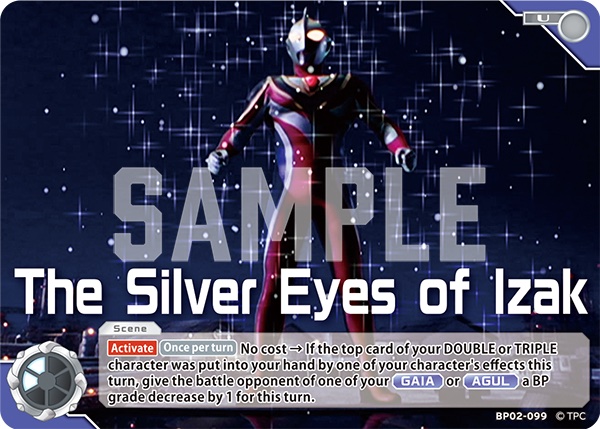 U
SAMPLE
The Silver Eyes of Izak
Scene
Activate Once per turn No cost → If the top card of your DOUBLE or TRIPLE
character was put into your hand by one of your character's effects this
turn, give the battle opponent of one of your GAIA or AGUL a BP
grade decrease by 1 for this turn.
BP02-099 © TPC